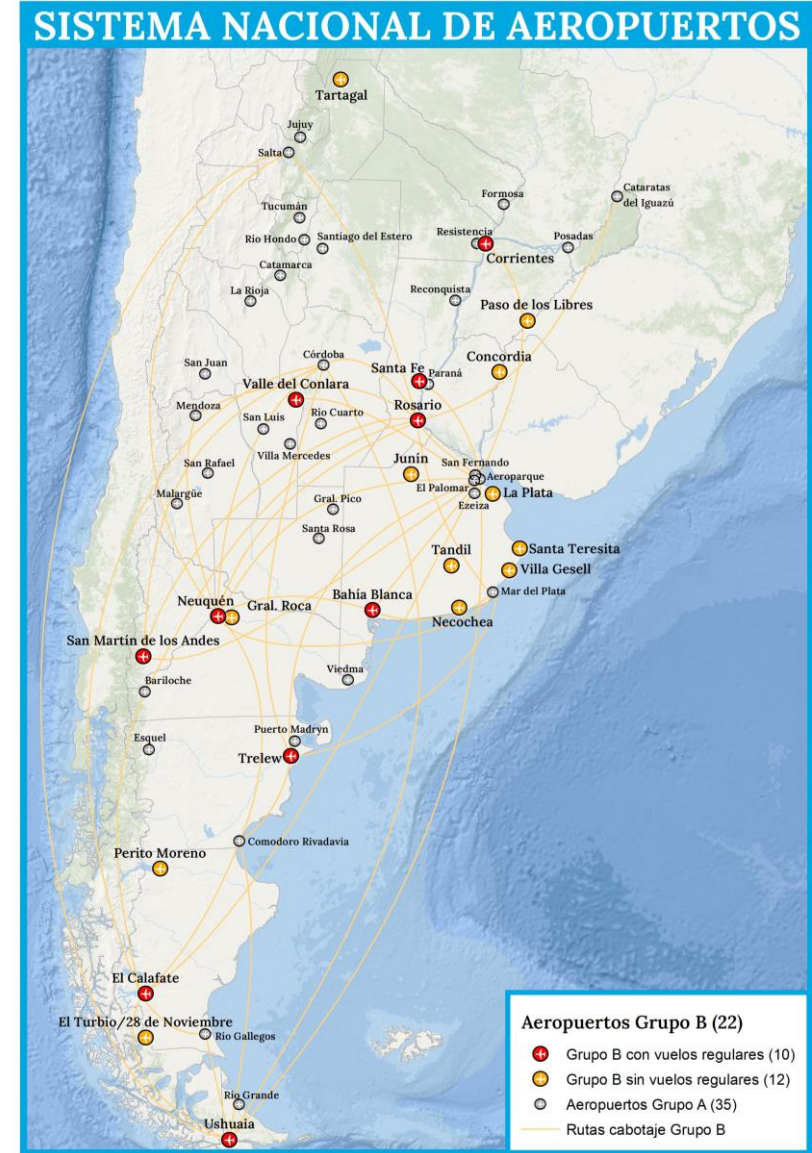 SISTEMA NACIONAL DE AEROPUERTOS
Tartagal
Jujuy
Salta
Tucumán
Formosa
Cataratas
del Iguazú
Rio Hondo
Santiago del Estero
Resistencia
Corrientes
Posadas
Catamarca
La Rioja
Reconquista
Paso de los Libres
San Juan
Córdoba
Santa Fe
Paraná
Concordia
Valle del Conlara
Mendoza
San Luis
Río Cuarto
Rosario
Villa Mercedes
San Rafael
Junín
San Fernando
Aeroparque
El Palomar
Ezeiza
La Plata
Malargüe
Gral. Pico
Santa Rosa
Tandil
Santa Teresita
Villa Gesell
Mar del Plata
Neuquén
Gral. Roca
Bahía Blanca
Necochea
San Martín de los Andes
Bariloche
Viedma
Esquel
Puerto Madryn
Trelew
Comodoro Rivadavia
Perito Moreno
El Calafate
El Turbio/28 de Noviembre
Río Gallegos
Río Grande
Ushuaia
Aeropuertos Grupo B (22)
Grupo B con vuelos regulares (10)
Grupo B sin vuelos regulares (12)
Aeropuertos Grupo A (35)
Rutas cabotaje Grupo B